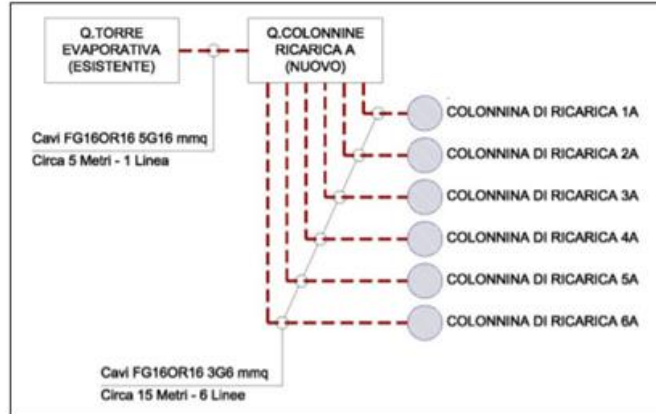 Q.TORRE
EVAPORATIVA
(ESISTENTE)
Q.COLONNINE
RICARICA A
(NUOVO)
COLONNINA DI RICARICA 1A
Cavi FG16OR16 5G16 mmq
Circa 5 Metri - 1 Linea
COLONNINA DI RICARICA 2A
COLONNINA DI RICARICA 3A
COLONNINA DI RICARICA 4A
COLONNINA DI RICARICA 5A
COLONNINA DI RICARICA 6A
Cavi FG16OR16 3G6 mmq
Circa 15 Metri - 6 Linee